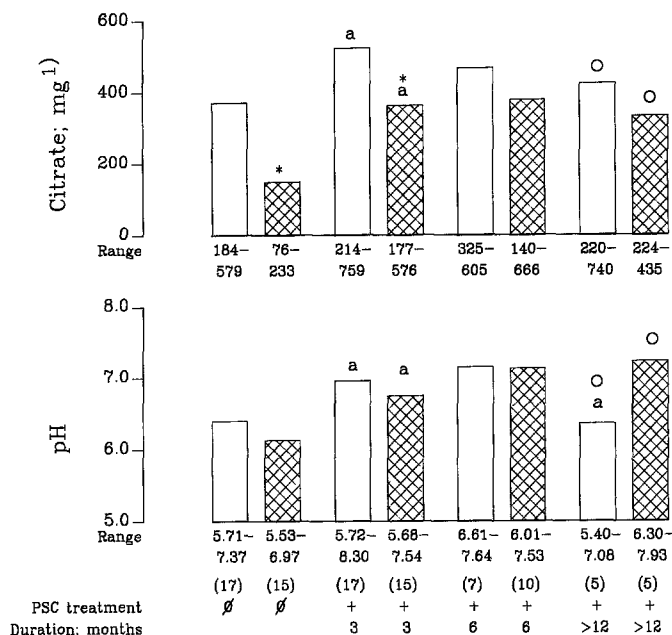 Citrate; mg¹)
600
400
200
0
a
*
*
a
O
O
Range
184– 76– 214– 177– 325– 140– 220– 224–
579 233 759 576 605 666 740 435
pH
8.0
7.0
6.0
5.0
a a
O
a
O
Range
5.71– 5.53– 5.72– 5.68– 6.61– 6.01– 5.40– 6.30–
7.37 6.97 8.30 7.54 7.64 7.53 7.08 7.93
(17) (15) (17) (15) (7) (10) (5) (5)
PSC treatment ø ø + + + + + +
Duration; months 3 3 6 6 >12 >12